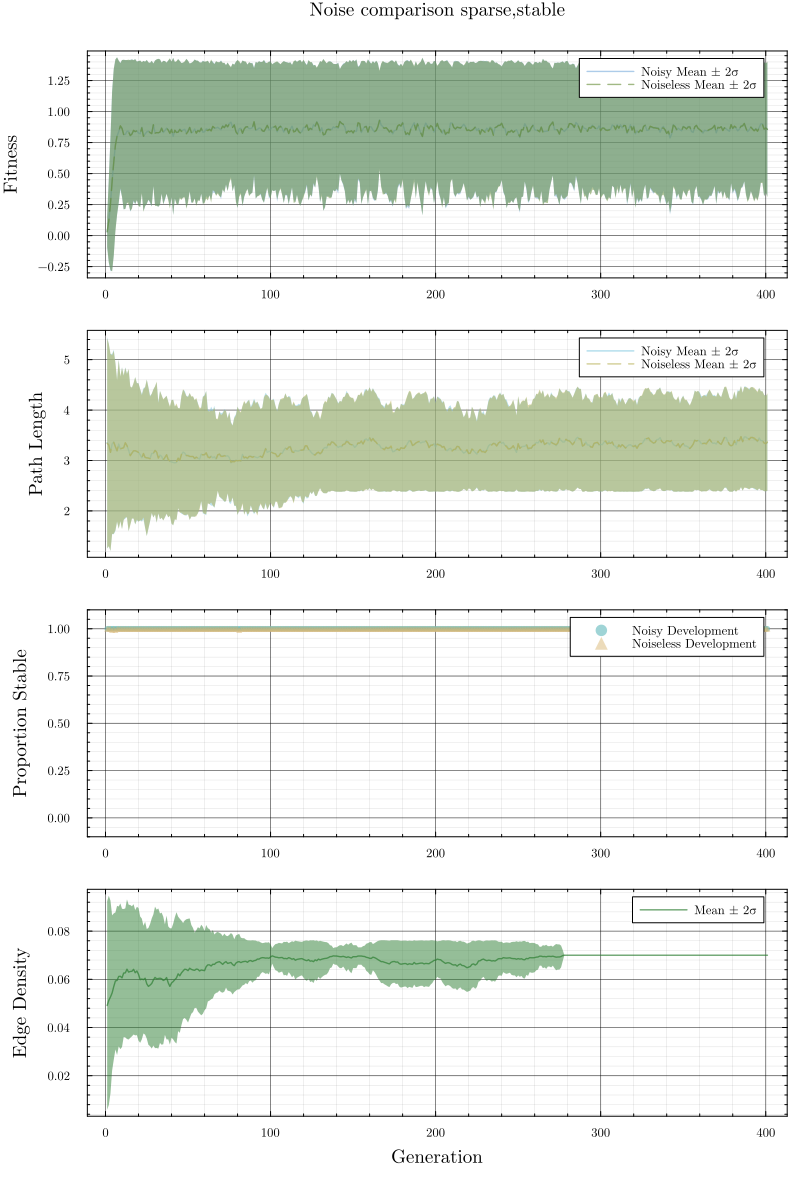 Noise comparison sparse,stable
Fitness
1.25
1.00
0.75
0.50
0.25
0.00
−0.25
Noisy Mean ± 2σ
Noiseless Mean ± 2σ
0 100 200 300 400
Path Length
5
4
3
2
Noisy Mean ± 2σ
Noiseless Mean ± 2σ
0 100 200 300 400
Proportion Stable
1.00
0.75
0.50
0.25
0.00
Noisy Development
Noiseless Development
0 100 200 300 400
Edge Density
0.08
0.06
0.04
0.02
Mean ± 2σ
0 100 200 300 400
Generation